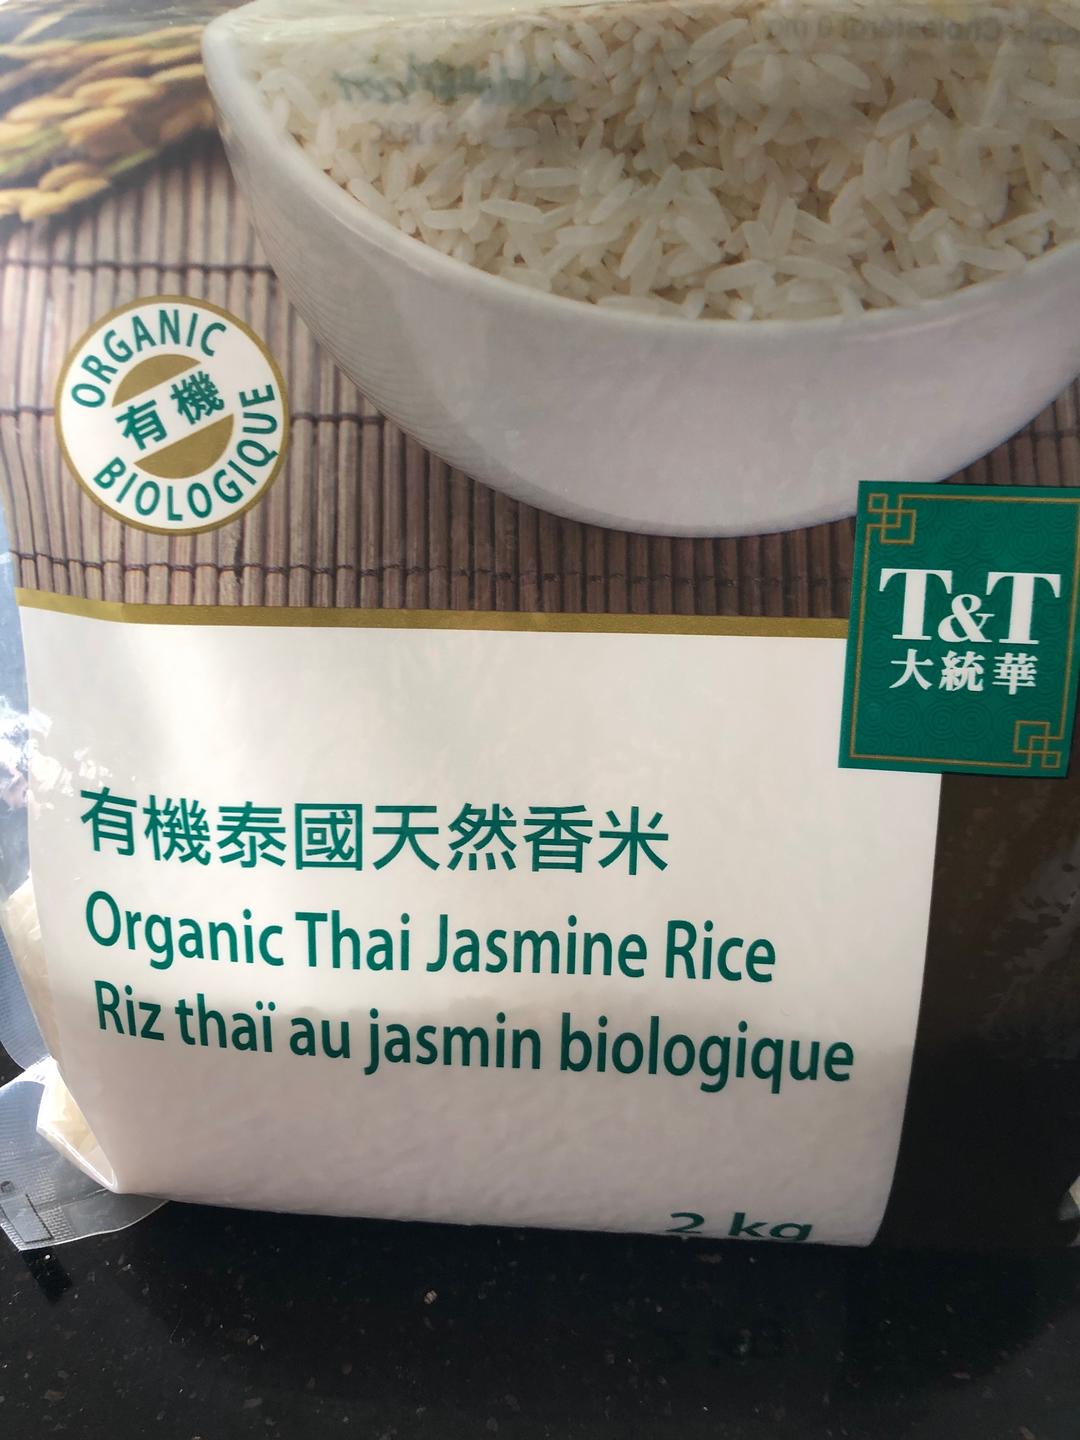 ORGANIC
有機
BIOLOGIQUE
T&T
大統華
有機泰國天然香米
Organic Thai Jasmine Rice
Riz thaï au jasmin biologique
2 kg